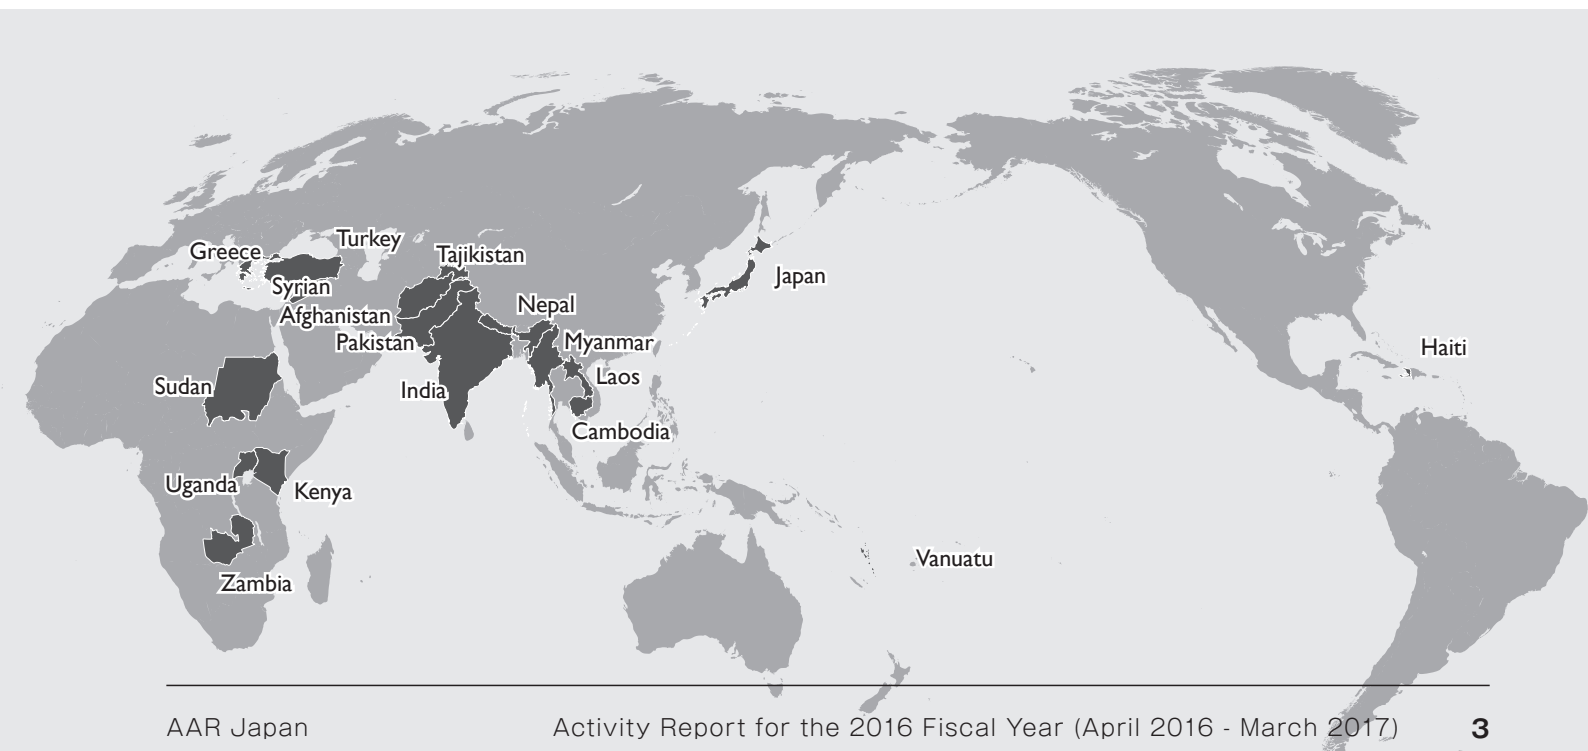 Greece
Turkey
Tajikistan
Syrian
Afghanistan
Pakistan
Nepal
Myanmar
India
Laos
Cambodia
Japan
Haiti
Sudan
Uganda
Kenya
Zambia
Vanuatu
AAR Japan
Activity Report for the 2016 Fiscal Year (April 2016 - March 2017)
3